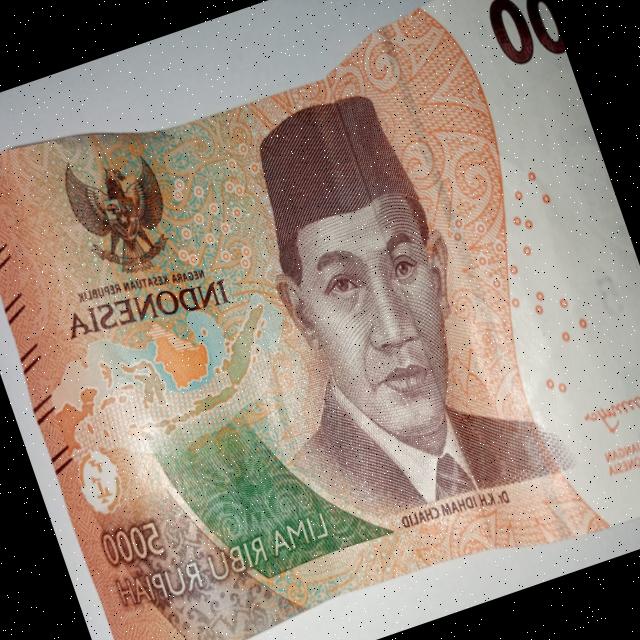 00
NEGARA KESATUAN REPUBLIK
INDONESIA
5000
LIMA RIBU RUPIAH
Dr. K.H. IDHAM CHALID